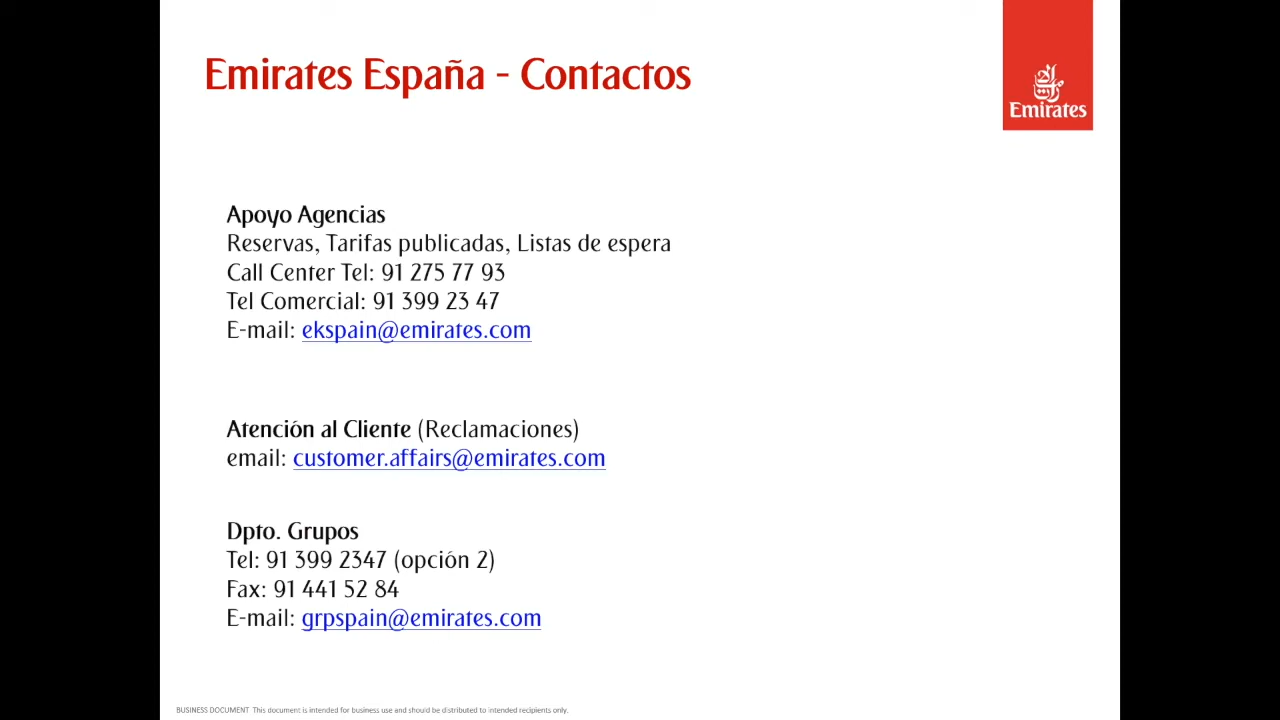 Emirates España - Contactos
Emirates
Apoyo Agencias
Reservas, Tarifas publicadas, Listas de espera
Call Center Tel: 91 275 77 93
Tel Comercial: 91 399 23 47
E-mail: ekspain@emirates.com
Atención al Cliente (Reclamaciones)
email: customer.affairs@emirates.com
Dpto. Grupos
Tel: 91 399 2347 (opción 2)
Fax: 91 441 52 84
E-mail: grpspain@emirates.com
BUSINESS DOCUMENT This document is intended for business use and should be distributed to intended recipients only.